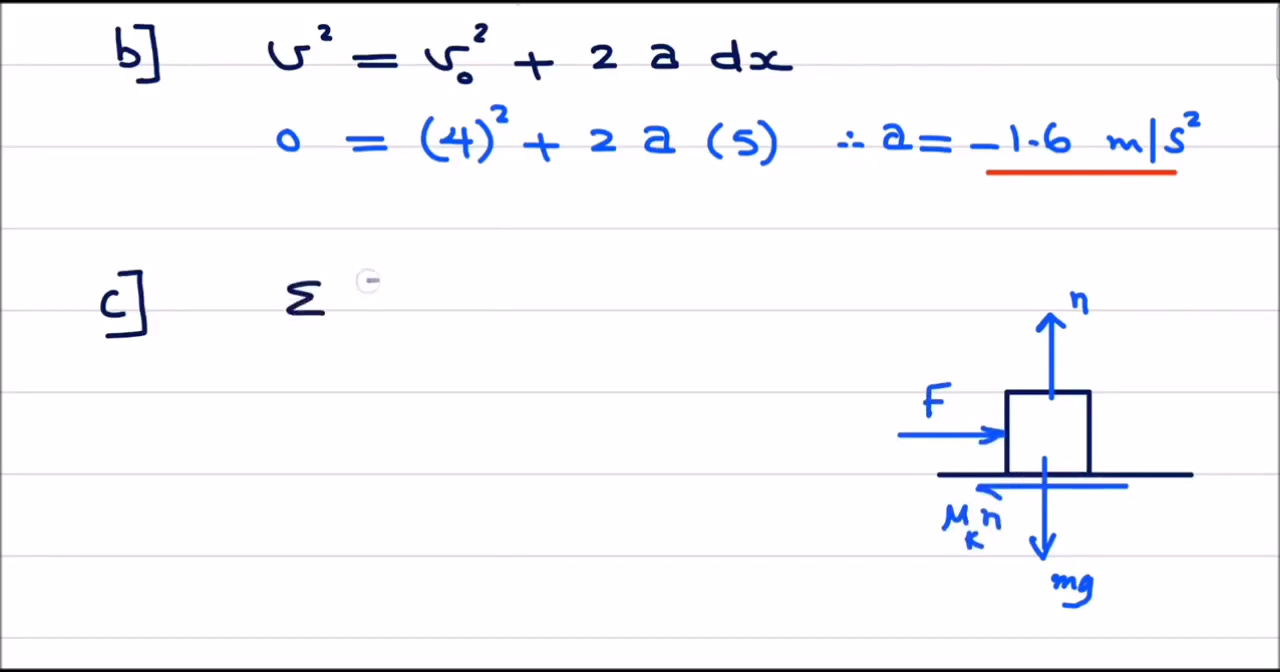 b] v² = v₀² + 2 a dx
0 = (4)² + 2 a (5) ∴ a = -1.6 m/s²
c] Σ
n
F
μₖn
mg